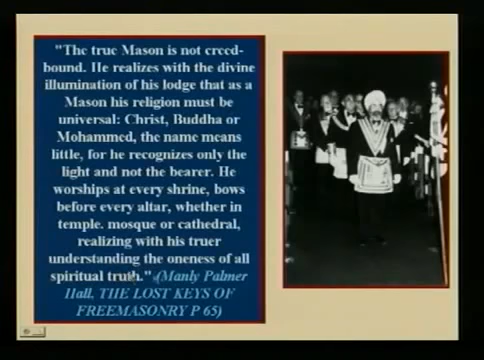 "The true Mason is not creed-
bound. He realizes with the divine
illumination of his lodge that as a
Mason his religion must be
universal: Christ, Buddha or
Mohammed, the name means
little, for he recognizes only the
light and not the bearer. He
worships at every shrine, bows
before every altar, whether in
temple. mosque or cathedral,
realizing with his truer
understanding the oneness of all
spiritual truth." (Manly Palmer
Hall, THE LOST KEYS OF
FREEMASONRY P 65)